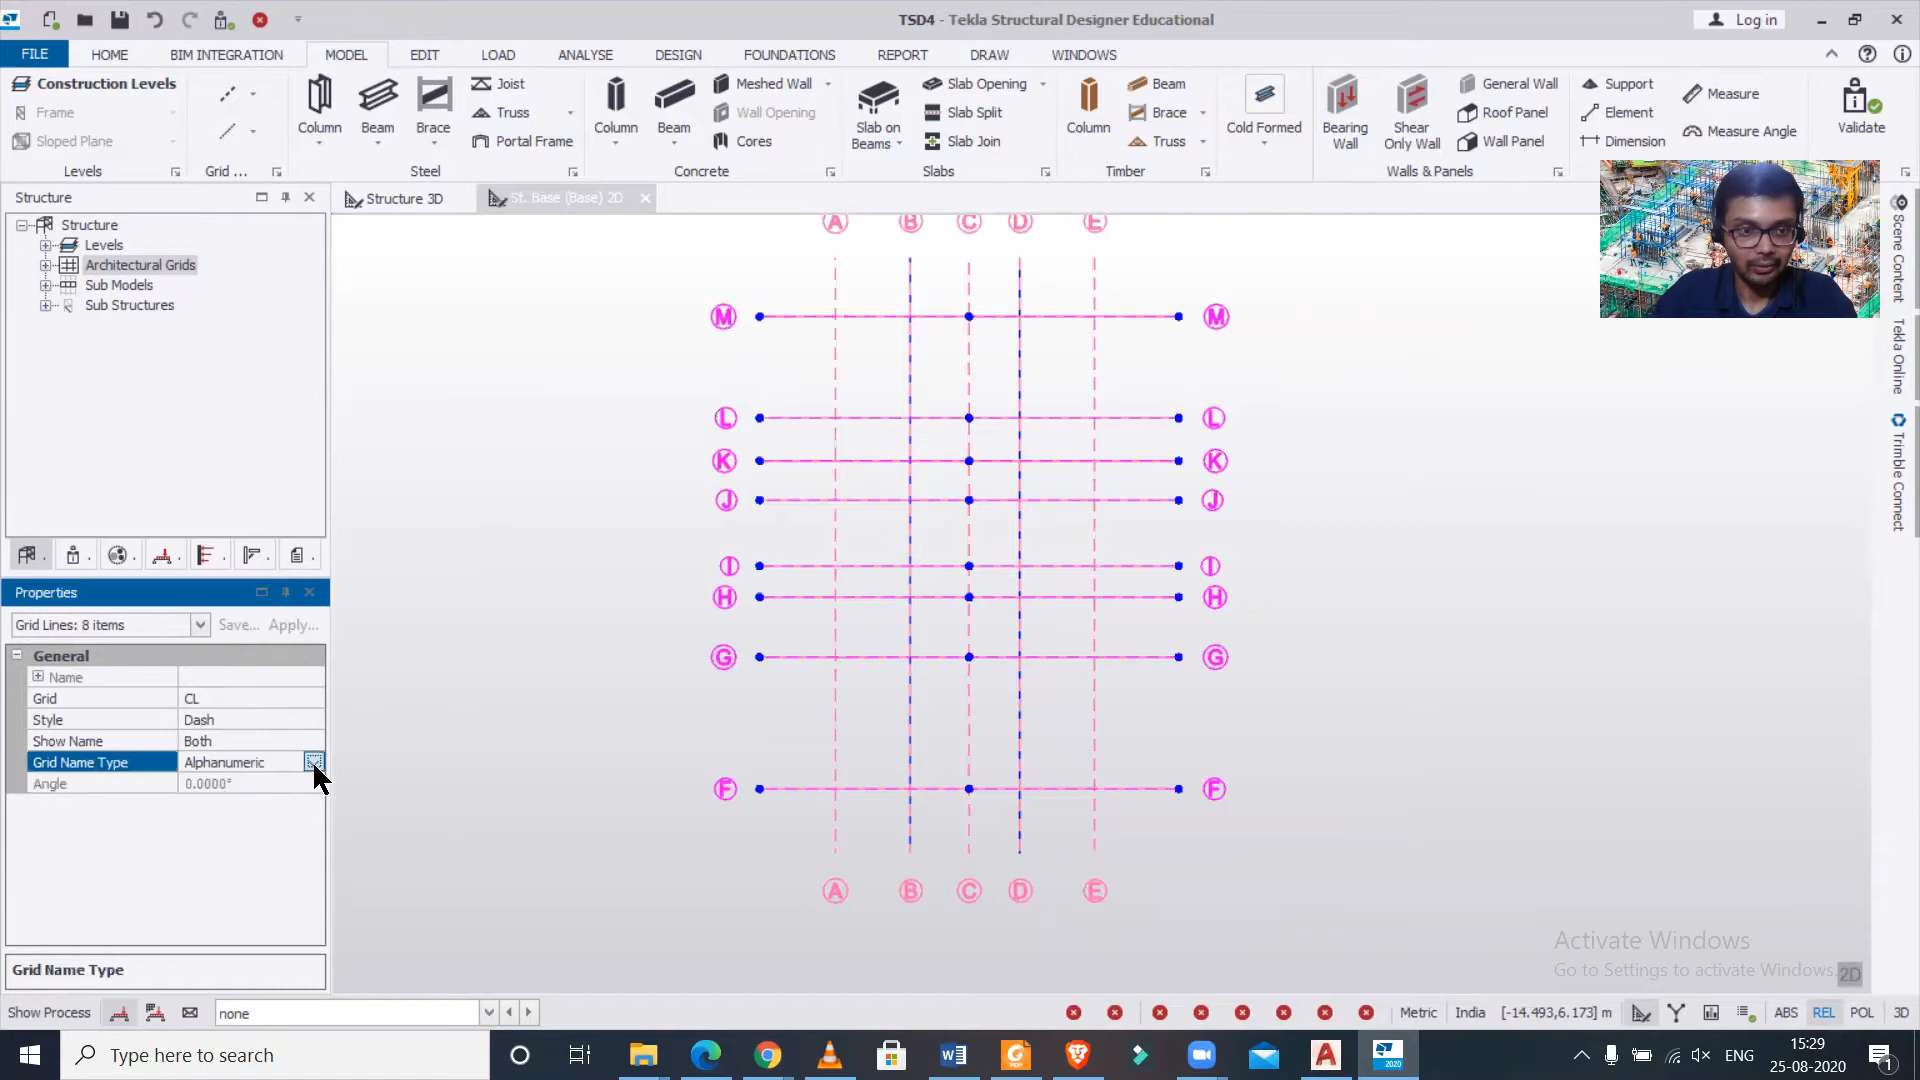 TSD4 - Tekla Structural Designer Educational
Log in
FILE
HOME
BIM INTEGRATION
MODEL
EDIT
LOAD
ANALYSE
DESIGN
FOUNDATIONS
REPORT
DRAW
WINDOWS
Construction Levels
Frame
Sloped Plane
Levels
Grid ...
Column
Beam
Brace
Joist
Truss
Portal Frame
Steel
Column
Beam
Meshed Wall
Wall Opening
Cores
Concrete
Slab on
Beams
Slab Opening
Slab Split
Slab Join
Slabs
Column
Beam
Brace
Truss
Timber
Cold Formed
Bearing
Wall
Shear
Only Wall
General Wall
Roof Panel
Wall Panel
Walls & Panels
Support
Element
Dimension
Measure
Measure Angle
Validate
Structure
Structure 3D
St. Base (Base) 2D
Structure
Levels
Architectural Grids
Sub Models
Sub Structures
A B C D E
M M
L L
K K
J J
I I
H H
G G
F F
A B C D E
Scene Content
Tekla Online
Trimble Connect
Properties
Grid Lines: 8 items
Save...
Apply...
General
Name
Grid CL
Style Dash
Show Name Both
Grid Name Type Alphanumeric
Angle 0.0000°
Grid Name Type
Activate Windows
Go to Settings to activate Windows.
2D
Show Process
none
Metric
India
[-14.493,6.173] m
ABS
REL
POL
3D
Type here to search
W
PDF
A
2020
ENG
15:29
25-08-2020
1